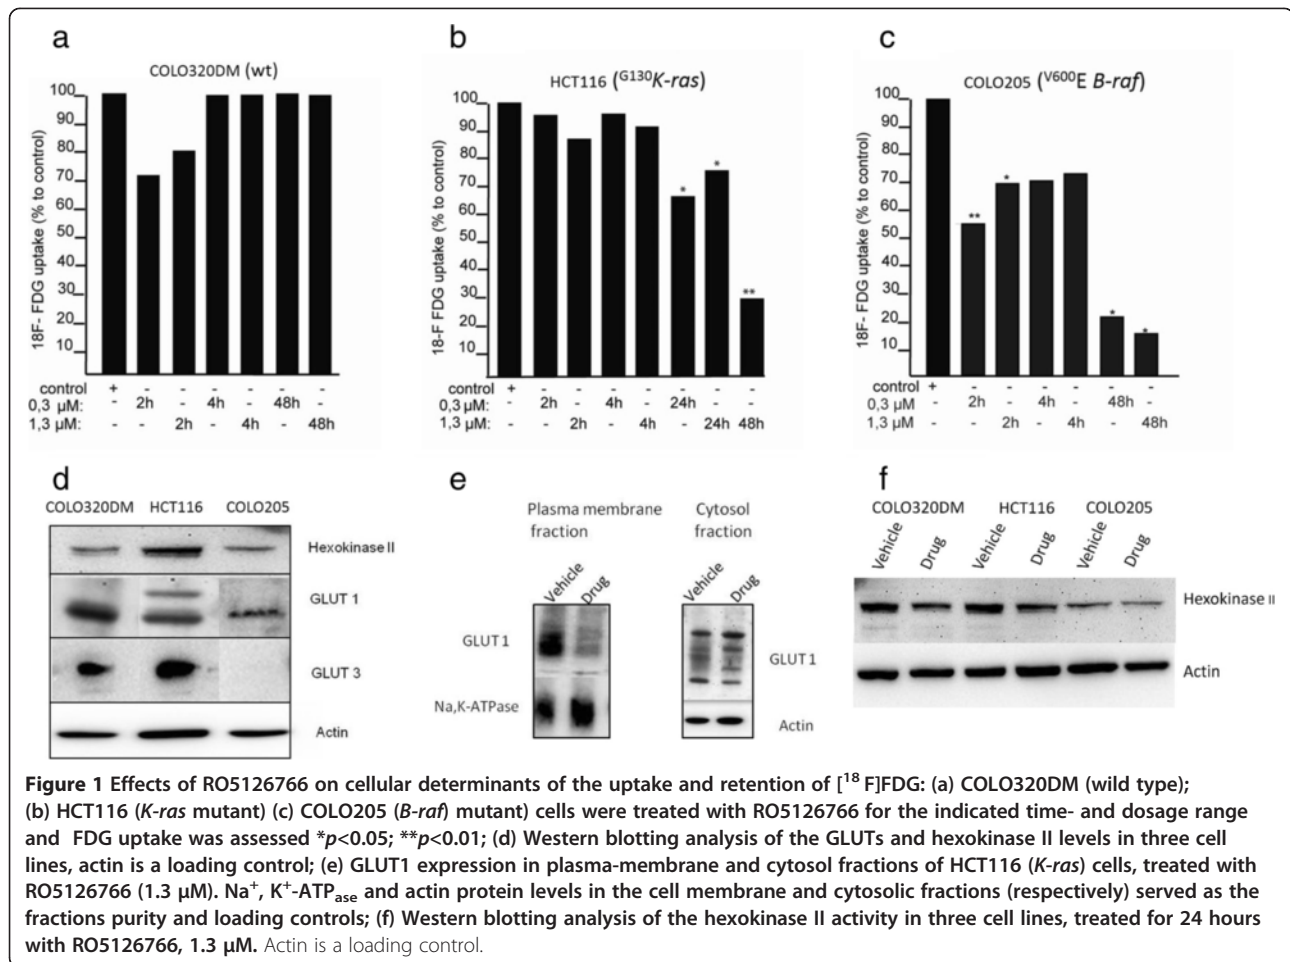 a
COLO320DM (wt)
18F- FDG uptake (% to control)
100
90
80
70
60
50
40
30
20
10
control + - - - - - -
0,3 µM: - 2h - 4h - 48h -
1,3 µM: - - 2h - 4h - 48h
b
HCT116 (G130K-ras)
18-F FDG uptake (% to control)
100
90
80
70
60
50
40
30
20
10
* * **
control + - - - - - - -
0,3 µM: - 2h - 4h - 24h - -
1,3 µM: - - 2h - 4h - 24h 48h
c
COLO205 (V600E B-raf)
18F- FDG uptake (% to control)
100
90
80
70
60
50
40
30
20
10
** * * *
control + - - - - - -
0,3 µM - 2h - 4h - 48h -
1,3 µM: - - 2h - 4h - 48h
d
COLO320DM HCT116 COLO205
Hexokinase II
GLUT 1
GLUT 3
Actin
e
Plasma membrane
fraction
Vehicle Drug
GLUT 1
Na,K-ATPase
Cytosol
fraction
Vehicle Drug
GLUT 1
Actin
f
COLO320DM HCT116 COLO205
Vehicle Drug Vehicle Drug Vehicle Drug
Hexokinase II
Actin
Figure 1 Effects of RO5126766 on cellular determinants of the uptake and retention of [18 F]FDG: (a) COLO320DM (wild type);
(b) HCT116 (K-ras mutant) (c) COLO205 (B-raf) mutant) cells were treated with RO5126766 for the indicated time- and dosage range
and FDG uptake was assessed *p<0.05; **p<0.01; (d) Western blotting analysis of the GLUTs and hexokinase II levels in three cell
lines, actin is a loading control; (e) GLUT1 expression in plasma-membrane and cytosol fractions of HCT116 (K-ras) cells, treated with
RO5126766 (1.3 µM). Na+, K+-ATPase and actin protein levels in the cell membrane and cytosolic fractions (respectively) served as the
fractions purity and loading controls; (f) Western blotting analysis of the hexokinase II activity in three cell lines, treated for 24 hours
with RO5126766, 1.3 µM. Actin is a loading control.